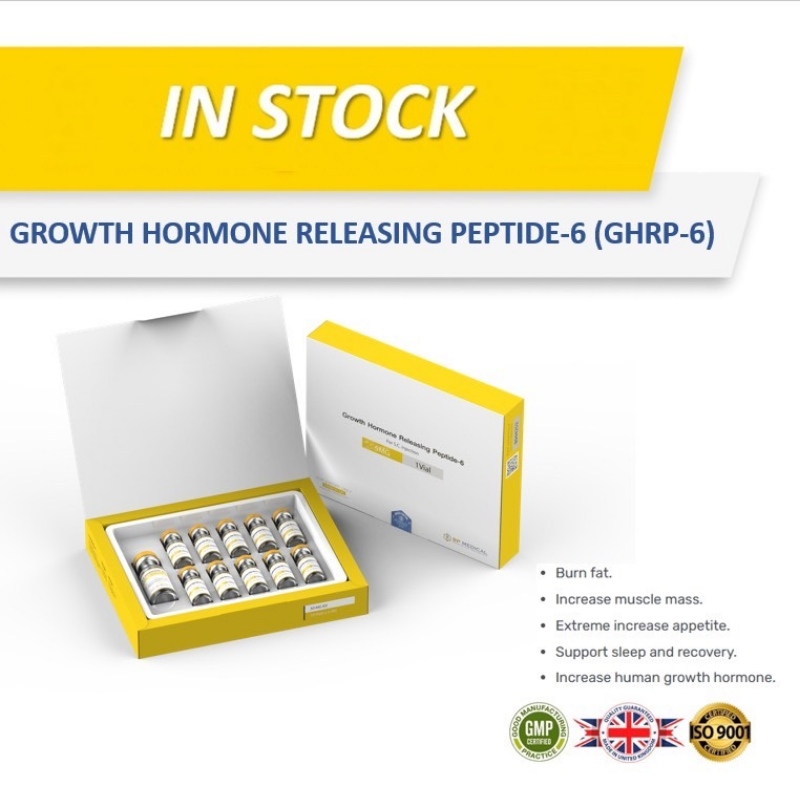 IN STOCK
GROWTH HORMONE RELEASING PEPTIDE-6 (GHRP-6)
Growth Hormone Releasing Peptide-6
For S.C Injection
1Vial
MEDICAL
• Burn fat.
• Increase muscle mass.
• Extreme increase appetite.
• Support sleep and recovery.
• Increase human growth hormone.
GOOD MANUFACTURING
GMP
CERTIFIED
PRACTICE
QUALITY GUARANTEED
MADE IN UNITED KINGDOM
CERTIFIED
ISO 9001
CERTIFIED